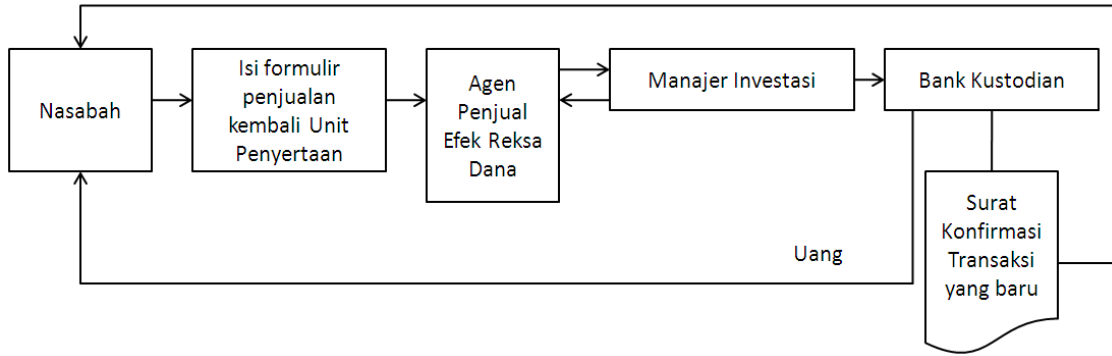 Nasabah
Isi formulir
penjualan
kembali Unit
Penyertaan
Agen
Penjual
Efek Reksa
Dana
Manajer Investasi
Bank Kustodian
Uang
Surat
Konfirmasi
Transaksi
yang baru